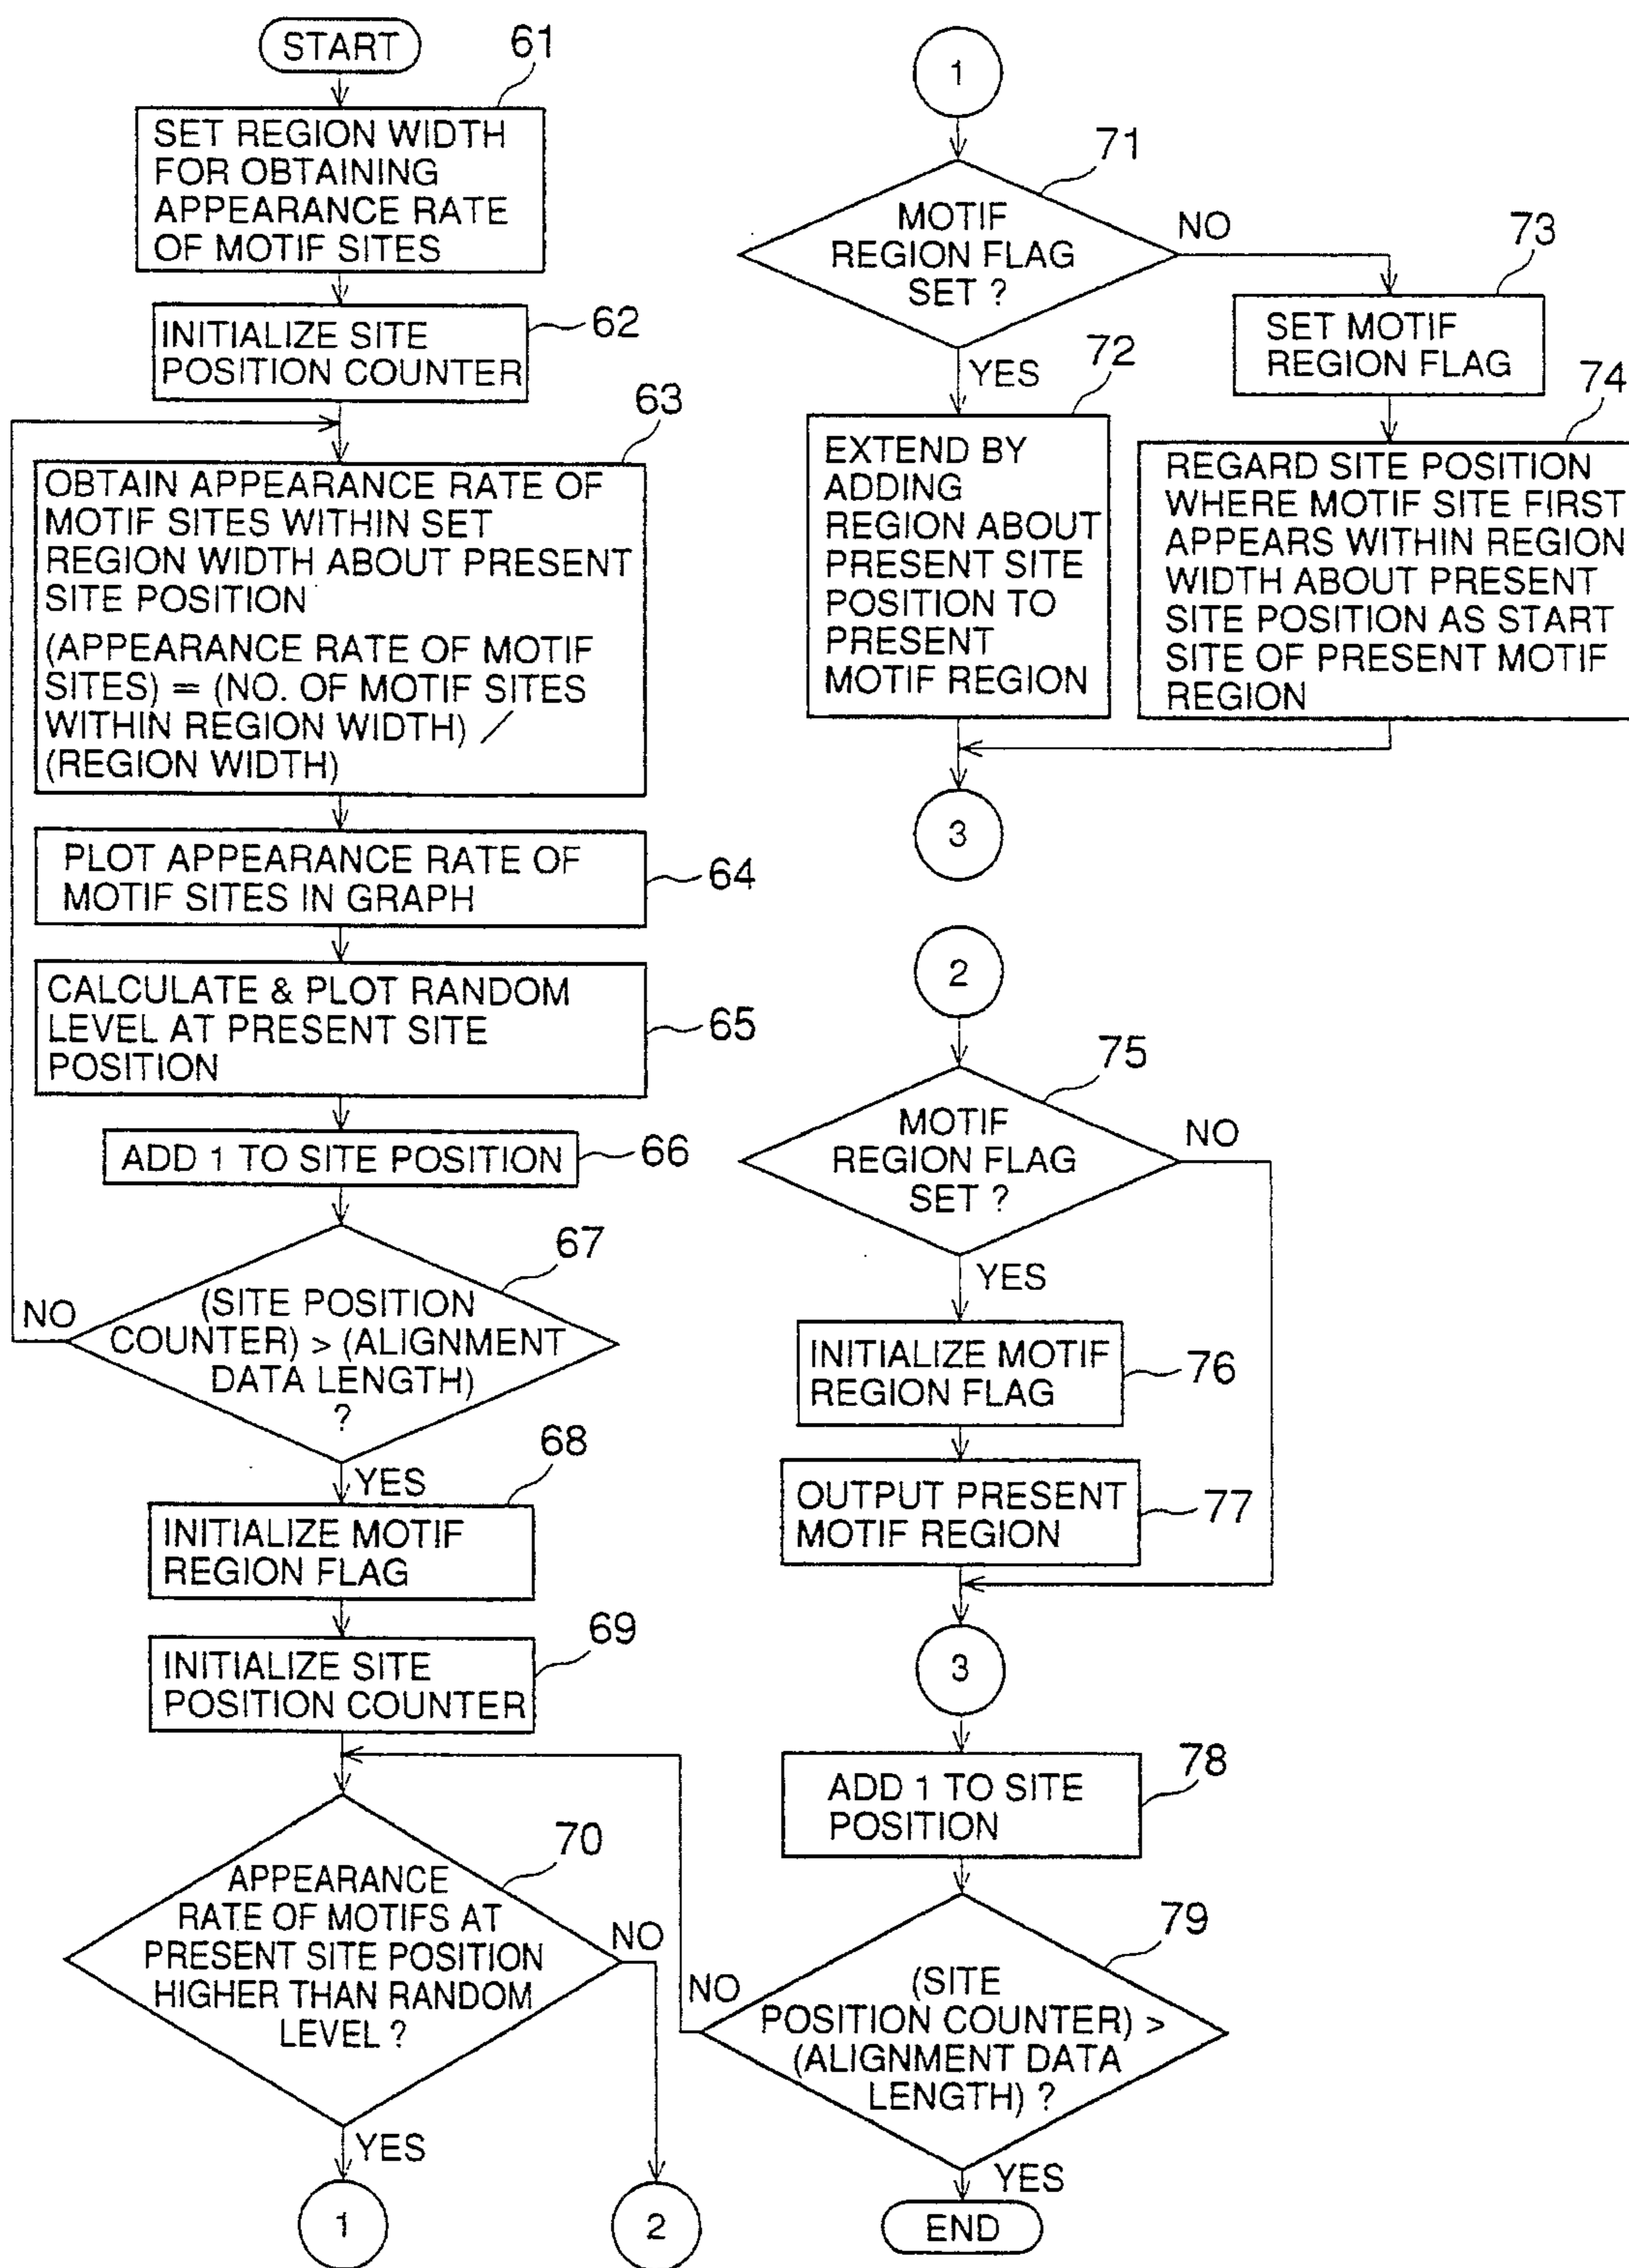 START
61
SET REGION WIDTH
FOR OBTAINING
APPEARANCE RATE
OF MOTIF SITES
INITIALIZE SITE
POSITION COUNTER
62
63
OBTAIN APPEARANCE RATE OF
MOTIF SITES WITHIN SET
REGION WIDTH ABOUT PRESENT
SITE POSITION
(APPEARANCE RATE OF MOTIF
SITES) = (NO. OF MOTIF SITES
WITHIN REGION WIDTH) /
(REGION WIDTH)
PLOT APPEARANCE RATE OF
MOTIF SITES IN GRAPH
64
CALCULATE & PLOT RANDOM
LEVEL AT PRESENT SITE
POSITION
65
ADD 1 TO SITE POSITION
66
67
(SITE POSITION
COUNTER) > (ALIGNMENT
DATA LENGTH)
?
NO
YES
68
INITIALIZE MOTIF
REGION FLAG
69
INITIALIZE SITE
POSITION COUNTER
70
APPEARANCE
RATE OF MOTIFS AT
PRESENT SITE POSITION
HIGHER THAN RANDOM
LEVEL ?
NO
YES
1
2
1
71
MOTIF
REGION FLAG
SET ?
NO
YES
73
SET MOTIF
REGION FLAG
72
EXTEND BY
ADDING
REGION ABOUT
PRESENT SITE
POSITION TO
PRESENT
MOTIF REGION
74
REGARD SITE POSITION
WHERE MOTIF SITE FIRST
APPEARS WITHIN REGION
WIDTH ABOUT PRESENT
SITE POSITION AS START
SITE OF PRESENT MOTIF
REGION
3
2
75
MOTIF
REGION FLAG
SET ?
NO
YES
INITIALIZE MOTIF
REGION FLAG
76
OUTPUT PRESENT
MOTIF REGION
77
3
78
ADD 1 TO SITE
POSITION
79
(SITE
POSITION COUNTER) >
(ALIGNMENT DATA
LENGTH) ?
NO
YES
END